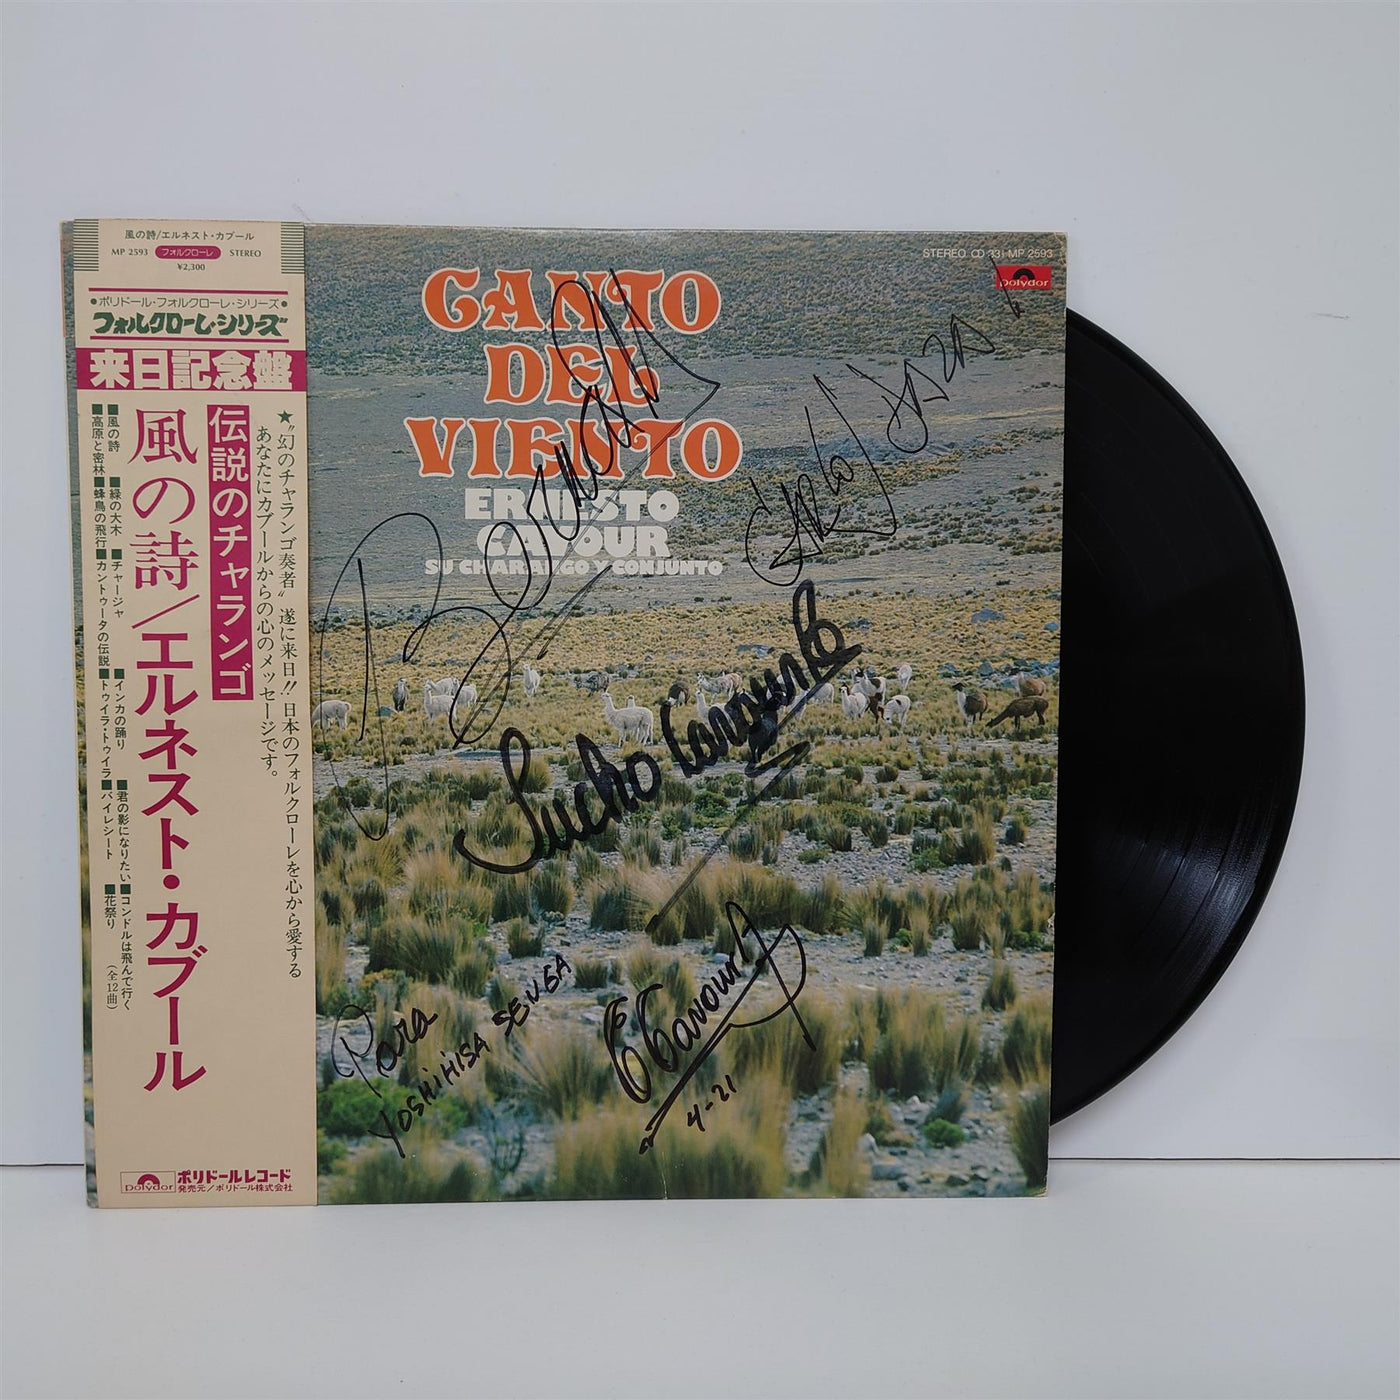 風の詩/エルネスト・カブール
MP 2593 フォルクローレ STEREO
¥2,300
●ポリドール・フォルクローレ・シリーズ●
フォルクローレ・シリーズ
来日記念盤
伝説のチャランゴ
風の詩/エルネスト・カブール
★〝幻のチャランゴ奏者〟遂に来日!!日本のフォルクローレを心から愛する
あなたにカブールからの心のメッセージです。
■風の詩 ■緑の大木 ■チャージャ ■インカの踊り ■君の影になりたい ■コンドルは飛んで行く
■高原と密林 ■蜂鳥の飛行 ■カントゥータの伝説 ■トゥイラ・トゥイラ ■バイレシート ■花祭り (全12曲)
polydor ポリドールレコード
発売元/ポリドール株式会社
STEREO CD 33⅓ MP 2593
polydor
CANTO
DEL
VIENTO
ERNESTO
CAVOUR
SU CHARANGO Y CONJUNTO
Lucho Cavour
Para
YOSHIHISA SENGA
E Cavour A
4-21